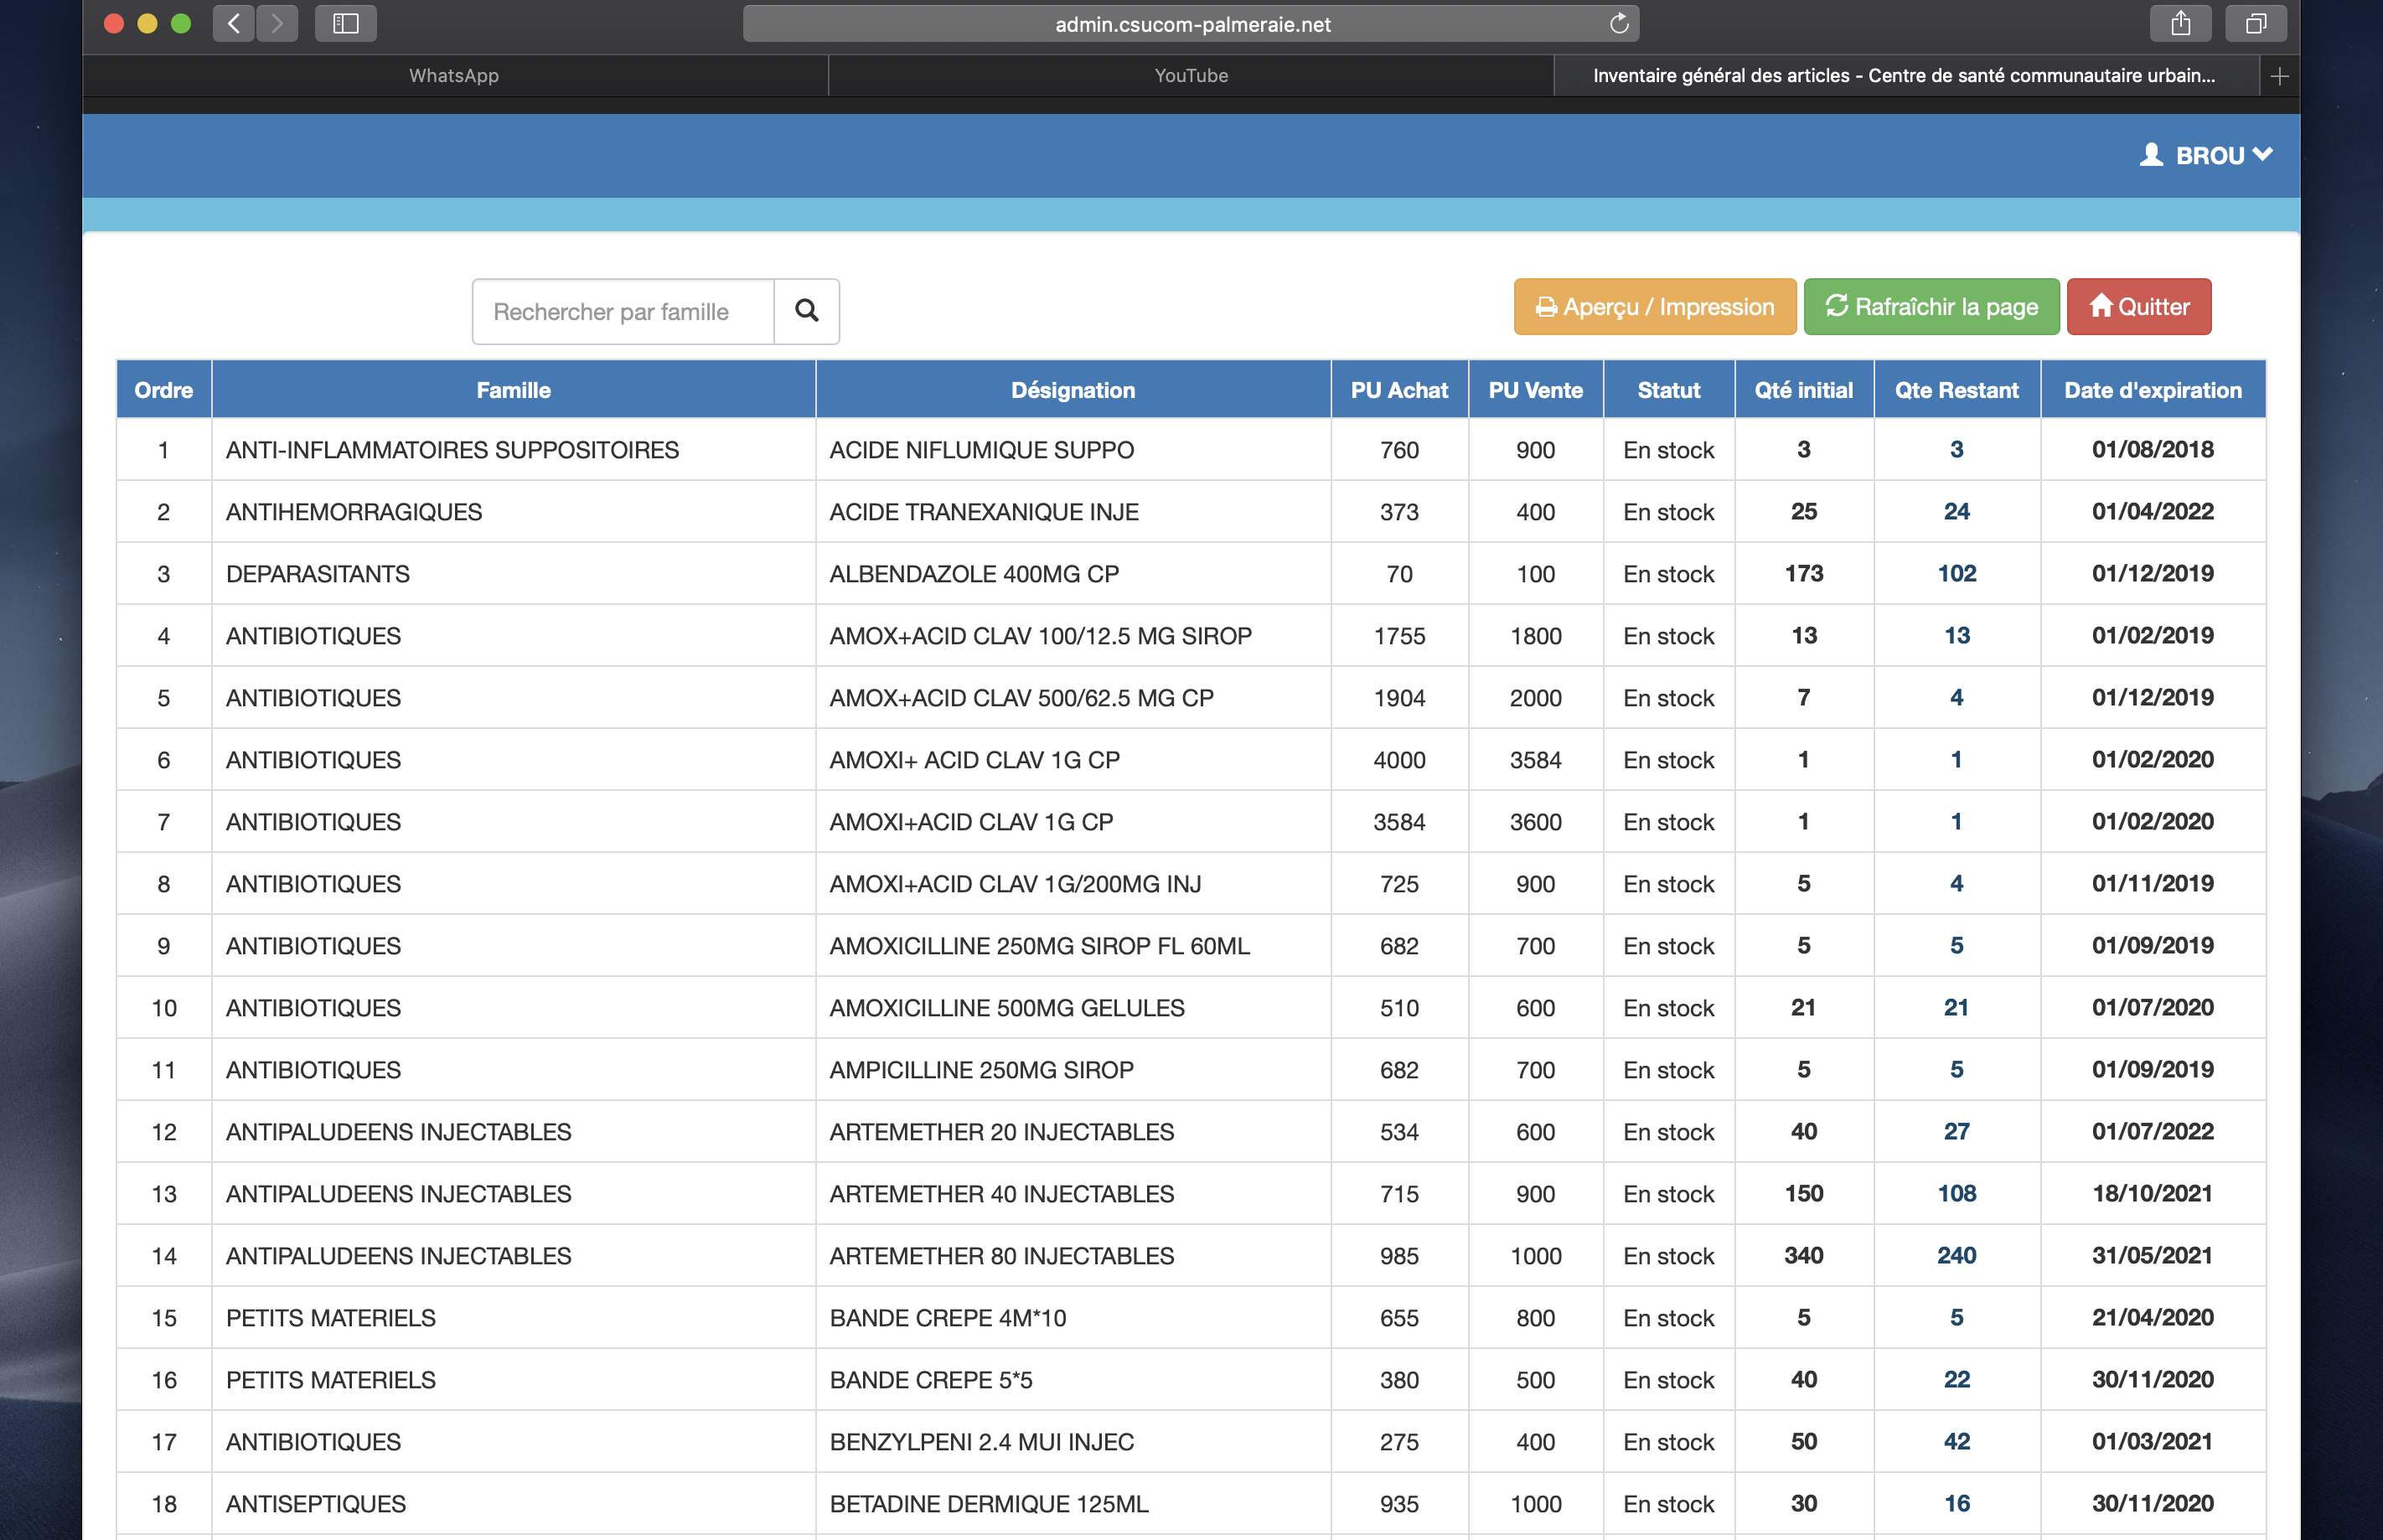 admin.csucom-palmeraie.net
WhatsApp YouTube Inventaire général des articles - Centre de santé communautaire urbain...
BROU
Rechercher par famille Aperçu / Impression Rafraîchir la page Quitter
Ordre Famille Désignation PU Achat PU Vente Statut Qté initial Qte Restant Date d'expiration
1 ANTI-INFLAMMATOIRES SUPPOSITOIRES ACIDE NIFLUMIQUE SUPPO 760 900 En stock 3 3 01/08/2018
2 ANTIHEMORRAGIQUES ACIDE TRANEXANIQUE INJE 373 400 En stock 25 24 01/04/2022
3 DEPARASITANTS ALBENDAZOLE 400MG CP 70 100 En stock 173 102 01/12/2019
4 ANTIBIOTIQUES AMOX+ACID CLAV 100/12.5 MG SIROP 1755 1800 En stock 13 13 01/02/2019
5 ANTIBIOTIQUES AMOX+ACID CLAV 500/62.5 MG CP 1904 2000 En stock 7 4 01/12/2019
6 ANTIBIOTIQUES AMOXI+ ACID CLAV 1G CP 4000 3584 En stock 1 1 01/02/2020
7 ANTIBIOTIQUES AMOXI+ACID CLAV 1G CP 3584 3600 En stock 1 1 01/02/2020
8 ANTIBIOTIQUES AMOXI+ACID CLAV 1G/200MG INJ 725 900 En stock 5 4 01/11/2019
9 ANTIBIOTIQUES AMOXICILLINE 250MG SIROP FL 60ML 682 700 En stock 5 5 01/09/2019
10 ANTIBIOTIQUES AMOXICILLINE 500MG GELULES 510 600 En stock 21 21 01/07/2020
11 ANTIBIOTIQUES AMPICILLINE 250MG SIROP 682 700 En stock 5 5 01/09/2019
12 ANTIPALUDEENS INJECTABLES ARTEMETHER 20 INJECTABLES 534 600 En stock 40 27 01/07/2022
13 ANTIPALUDEENS INJECTABLES ARTEMETHER 40 INJECTABLES 715 900 En stock 150 108 18/10/2021
14 ANTIPALUDEENS INJECTABLES ARTEMETHER 80 INJECTABLES 985 1000 En stock 340 240 31/05/2021
15 PETITS MATERIELS BANDE CREPE 4M*10 655 800 En stock 5 5 21/04/2020
16 PETITS MATERIELS BANDE CREPE 5*5 380 500 En stock 40 22 30/11/2020
17 ANTIBIOTIQUES BENZYLPENI 2.4 MUI INJEC 275 400 En stock 50 42 01/03/2021
18 ANTISEPTIQUES BETADINE DERMIQUE 125ML 935 1000 En stock 30 16 30/11/2020